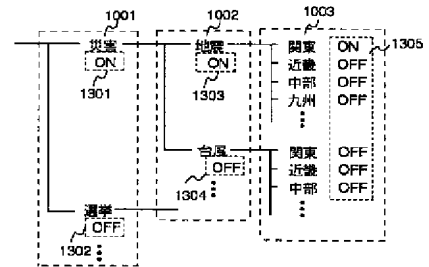 1001
1002
1003
災害
ON
1301
地震
ON
1303
関東 ON
近畿 OFF
中部 OFF
九州 OFF
1305
台風
OFF
1304
関東 OFF
近畿 OFF
中部 OFF
選挙
OFF
1302